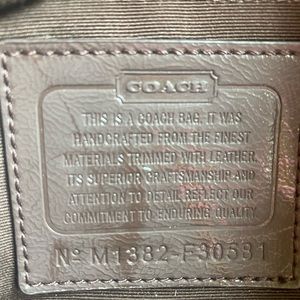 COACH
THIS IS A COACH BAG. IT WAS
HANDCRAFTED FROM THE FINEST
MATERIALS TRIMMED WITH LEATHER.
ITS SUPERIOR CRAFTSMANSHIP AND
ATTENTION TO DETAIL REFLECT OUR
COMMITMENT TO ENDURING QUALITY.
Nº M1382-F30581